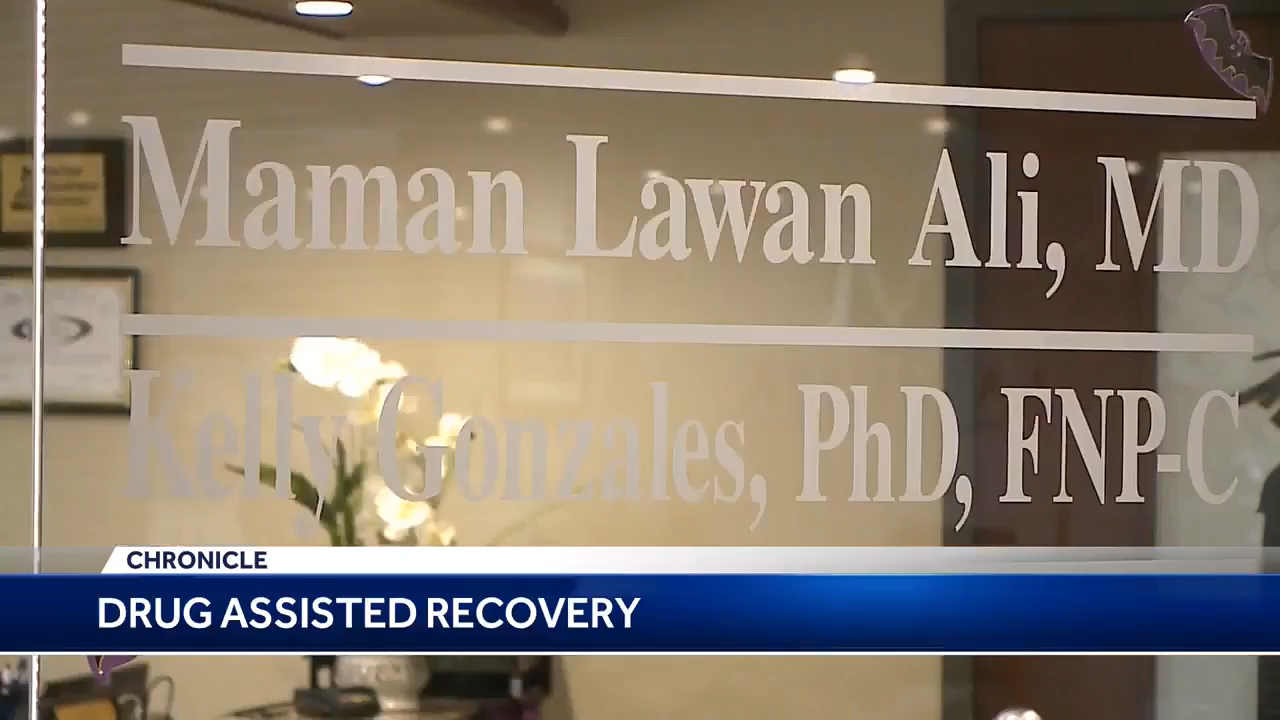 Maman Lawan Ali, MD
Kelly Gonzales, PhD, FNP-C
CHRONICLE
DRUG ASSISTED RECOVERY